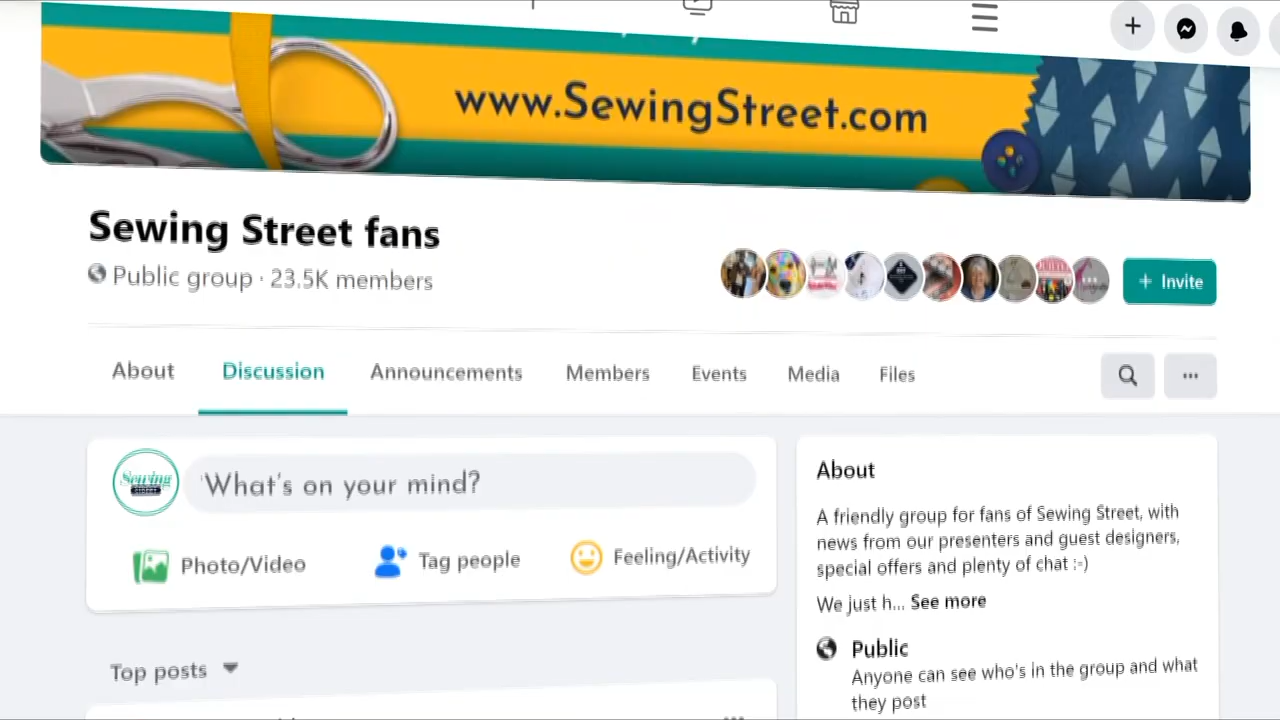 www.SewingStreet.com
Sewing Street fans
Public group · 23.5K members
+ Invite
About Discussion Announcements Members Events Media Files
Sewing
STREET
What's on your mind?
Photo/Video Tag people Feeling/Activity
Top posts
About
A friendly group for fans of Sewing Street, with
news from our presenters and guest designers,
special offers and plenty of chat :-)
We just h... See more
Public
Anyone can see who's in the group and what
they post